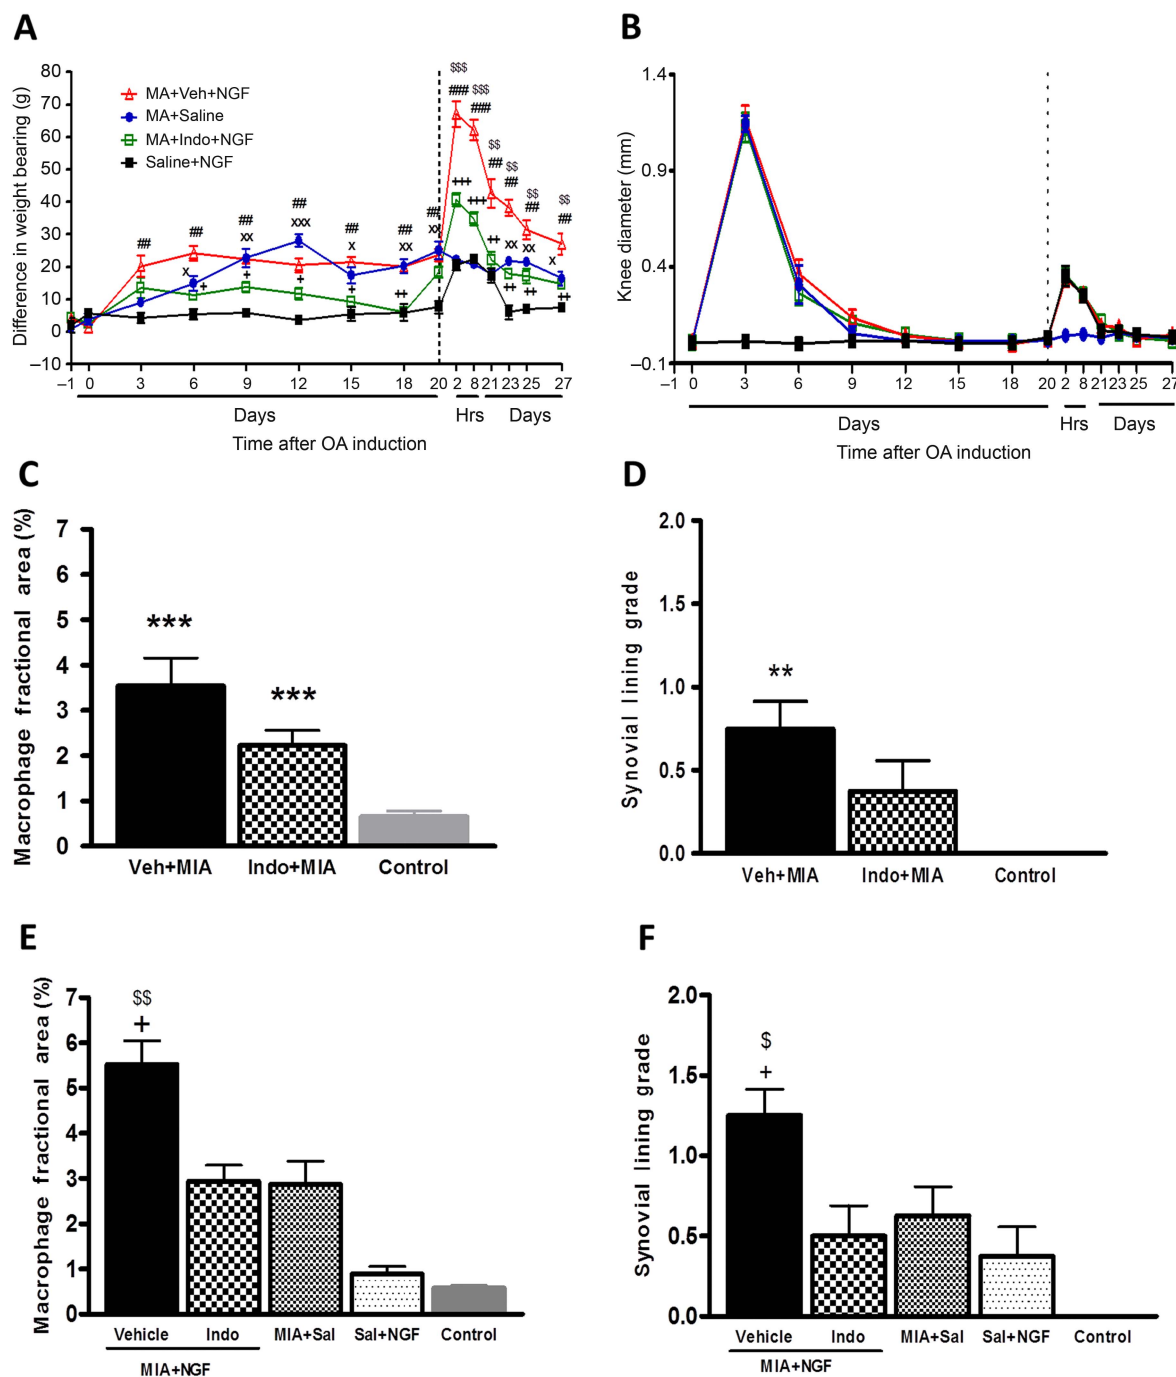 A
Difference in weight bearing (g)
80
70
60
50
40
30
20
10
0
−10
MA+Veh+NGF
MA+Saline
MA+Indo+NGF
Saline+NGF
$$$
###
$$$
###
+++
+++
$$
##
$$
##
$$
##
$$
##
##
##
##
xx
##
xxx
##
x
##
xx
##
xx
x
+
+
+
+
++
++
xx
xx
x
++
++
++
−1 0 3 6 9 12 15 18 20 2 8 21 23 25 27
Days
Hrs
Days
Time after OA induction
B
Knee diameter (mm)
1.4
0.9
0.4
−0.1
−1 0 3 6 9 12 15 18 20 2 8 21 23 25 27
Days
Hrs
Days
Time after OA induction
C
Macrophage fractional area (%)
7
6
5
4
3
2
1
0
***
***
Veh+MIA Indo+MIA Control
D
Synovial lining grade
2.0
1.5
1.0
0.5
0.0
**
Veh+MIA Indo+MIA Control
E
Macrophage fractional area (%)
7
6
5
4
3
2
1
0
$$
+
Vehicle Indo MIA+Sal Sal+NGF Control
MIA+NGF
F
Synovial lining grade
2.0
1.5
1.0
0.5
0.0
$
+
Vehicle Indo MIA+Sal Sal+NGF Control
MIA+NGF